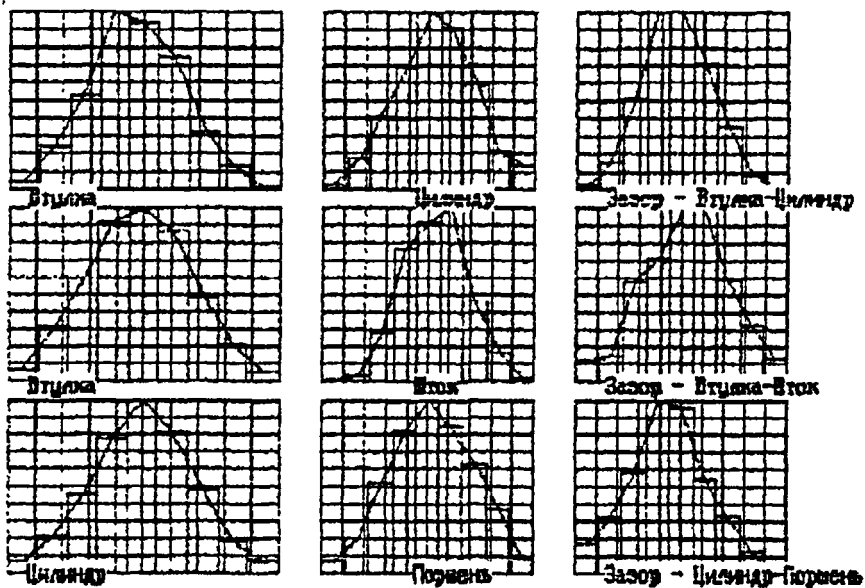 Втулка Цилиндр Зазор - Втулка-Цилиндр
Втулка Шток Зазор - Втулка-Шток
Цилиндр Поршень Зазор - Цилиндр-Поршень